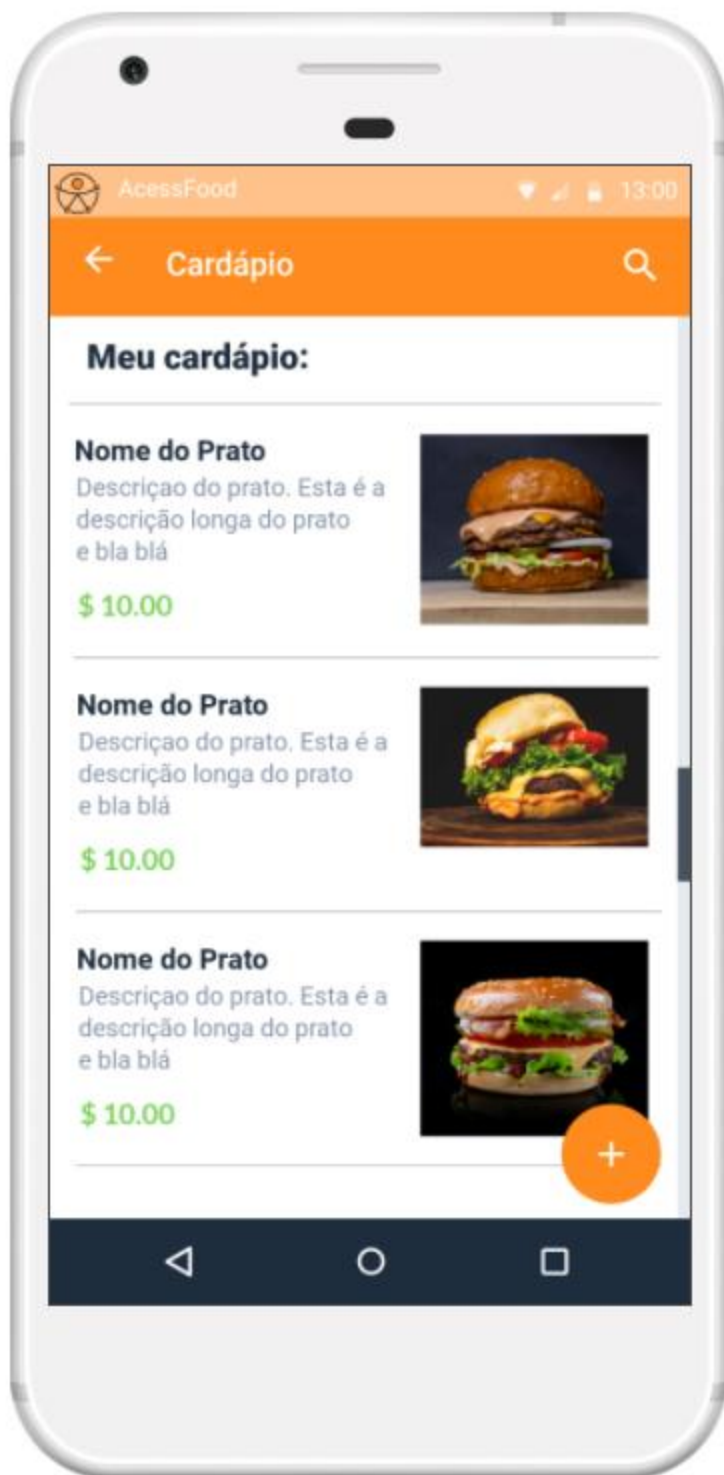 AcessFood
13:00
Cardápio
Meu cardápio:
Nome do Prato
Descriçao do prato. Esta é a
descrição longa do prato
e bla blá
$ 10.00
Nome do Prato
Descriçao do prato. Esta é a
descrição longa do prato
e bla blá
$ 10.00
Nome do Prato
Descriçao do prato. Esta é a
descrição longa do prato
e bla blá
$ 10.00